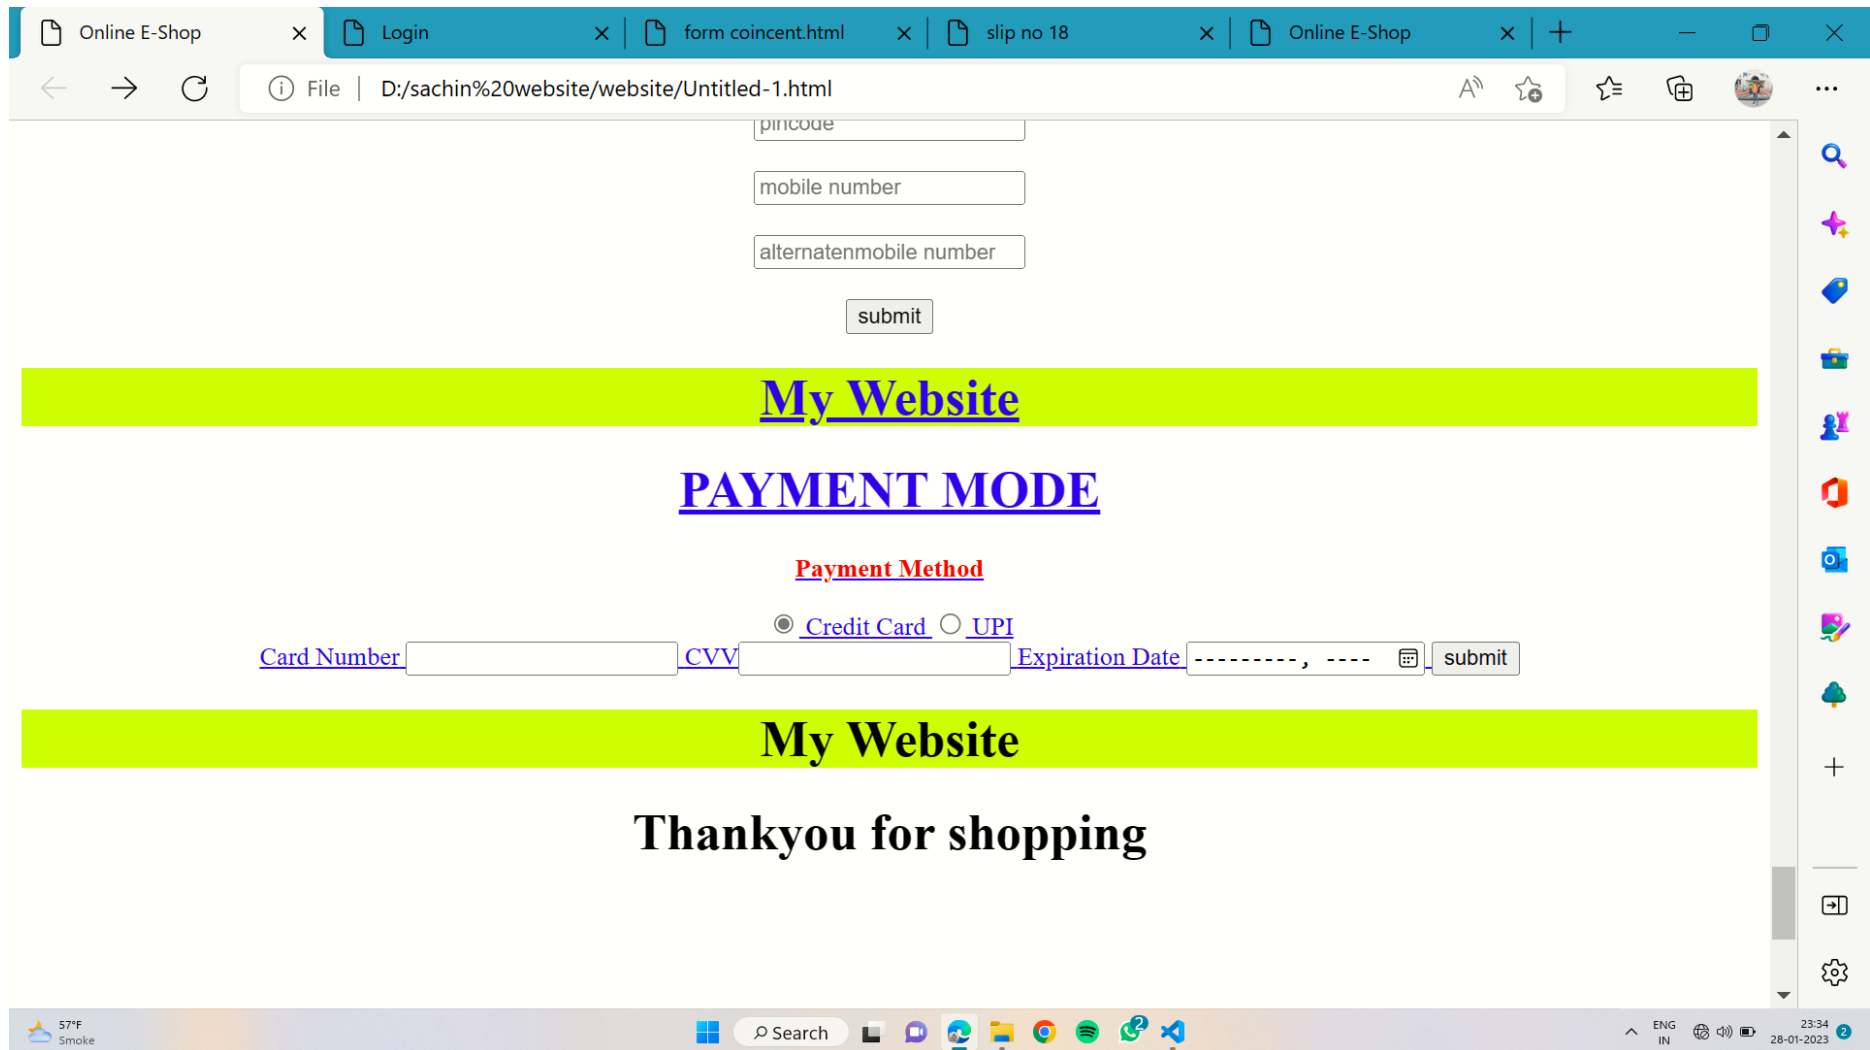 Online E-Shop
Login
form coincent.html
slip no 18
Online E-Shop
File
D:/sachin%20website/website/Untitled-1.html
pincode
mobile number
alternatenmobile number
submit
My Website
PAYMENT MODE
Payment Method
Credit Card UPI
Card Number CVV Expiration Date ---------, ---- submit
My Website
Thankyou for shopping
57°F
Smoke
Search
2
ENG
IN
23:34
28-01-2023
2